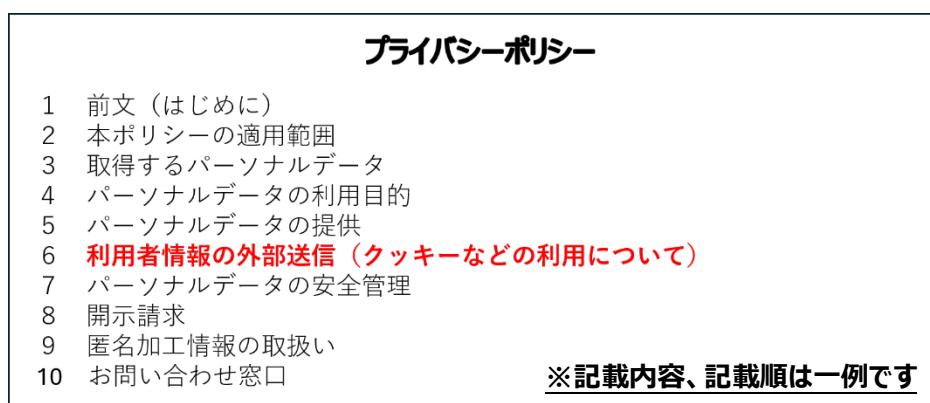 プライバシーポリシー
1 前文（はじめに）
2 本ポリシーの適用範囲
3 取得するパーソナルデータ
4 パーソナルデータの利用目的
5 パーソナルデータの提供
6 利用者情報の外部送信（クッキーなどの利用について）
7 パーソナルデータの安全管理
8 開示請求
9 匿名加工情報の取扱い
10 お問い合わせ窓口
※記載内容、記載順は一例です